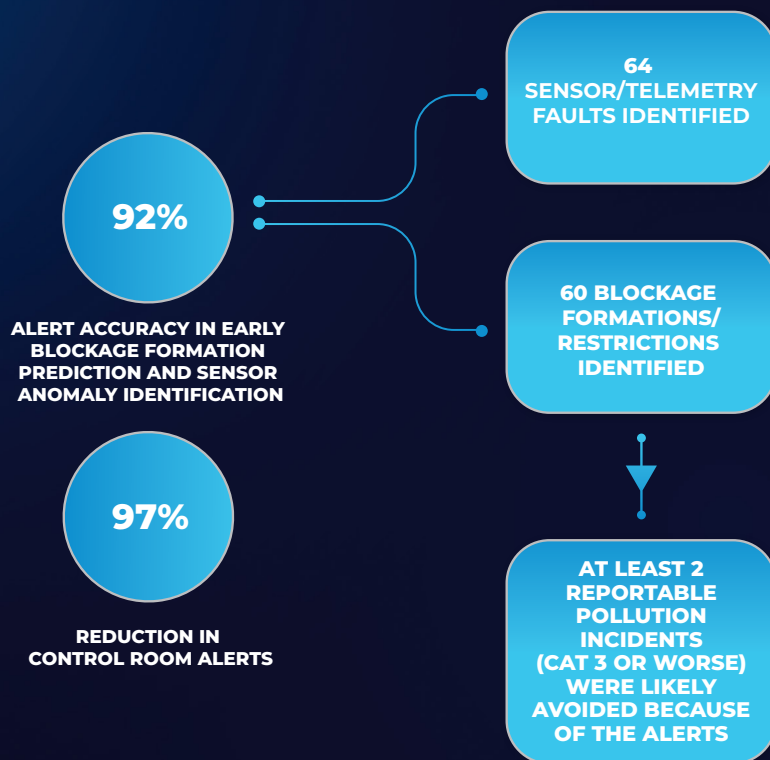 92%
ALERT ACCURACY IN EARLY
BLOCKAGE FORMATION
PREDICTION AND SENSOR
ANOMALY IDENTIFICATION
64
SENSOR/TELEMETRY
FAULTS IDENTIFIED
60 BLOCKAGE
FORMATIONS/
RESTRICTIONS
IDENTIFIED
97%
REDUCTION IN
CONTROL ROOM ALERTS
AT LEAST 2
REPORTABLE
POLLUTION
INCIDENTS
(CAT 3 OR WORSE)
WERE LIKELY
AVOIDED BECAUSE
OF THE ALERTS